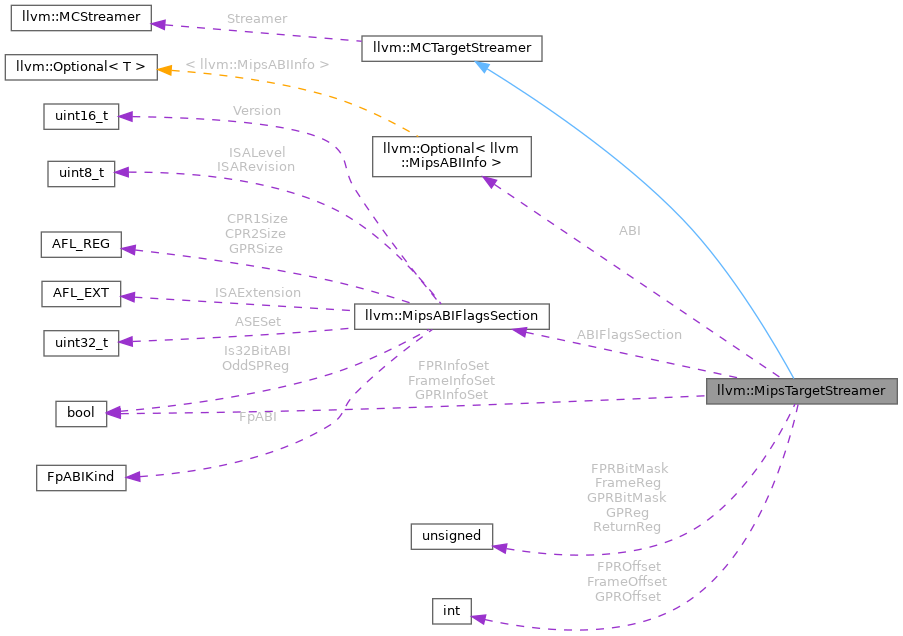 llvm::MCStreamer
Streamer
llvm::MCTargetStreamer
llvm::Optional< T >
< llvm::MipsABIInfo >
uint16_t
Version
llvm::Optional< llvm
::MipsABIInfo >
uint8_t
ISALevel
ISARevision
CPR1Size
CPR2Size
GPRSize
AFL_REG
ABI
AFL_EXT
ISAExtension
llvm::MipsABIFlagsSection
ASESet
uint32_t
ABIFlagsSection
Is32BitABI
OddSPReg
FPRInfoSet
FrameInfoSet
GPRInfoSet
llvm::MipsTargetStreamer
bool
FpABI
FpABIKind
FPRBitMask
FrameReg
GPRBitMask
GPReg
ReturnReg
unsigned
FPROffset
FrameOffset
GPROffset
int